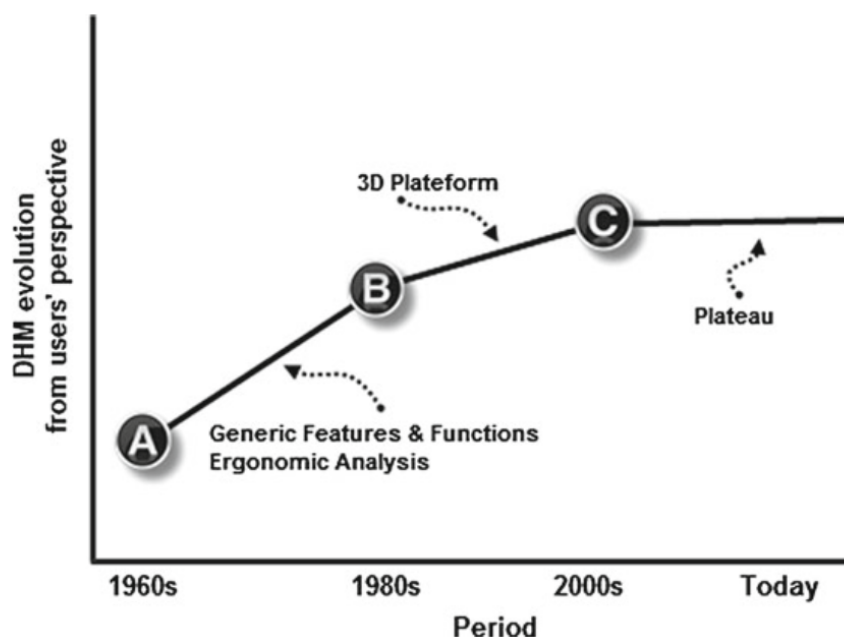 DHM evolution
from users' perspective
3D Plateform
C
B
Plateau
A
Generic Features & Functions
Ergonomic Analysis
1960s
1980s
2000s
Today
Period